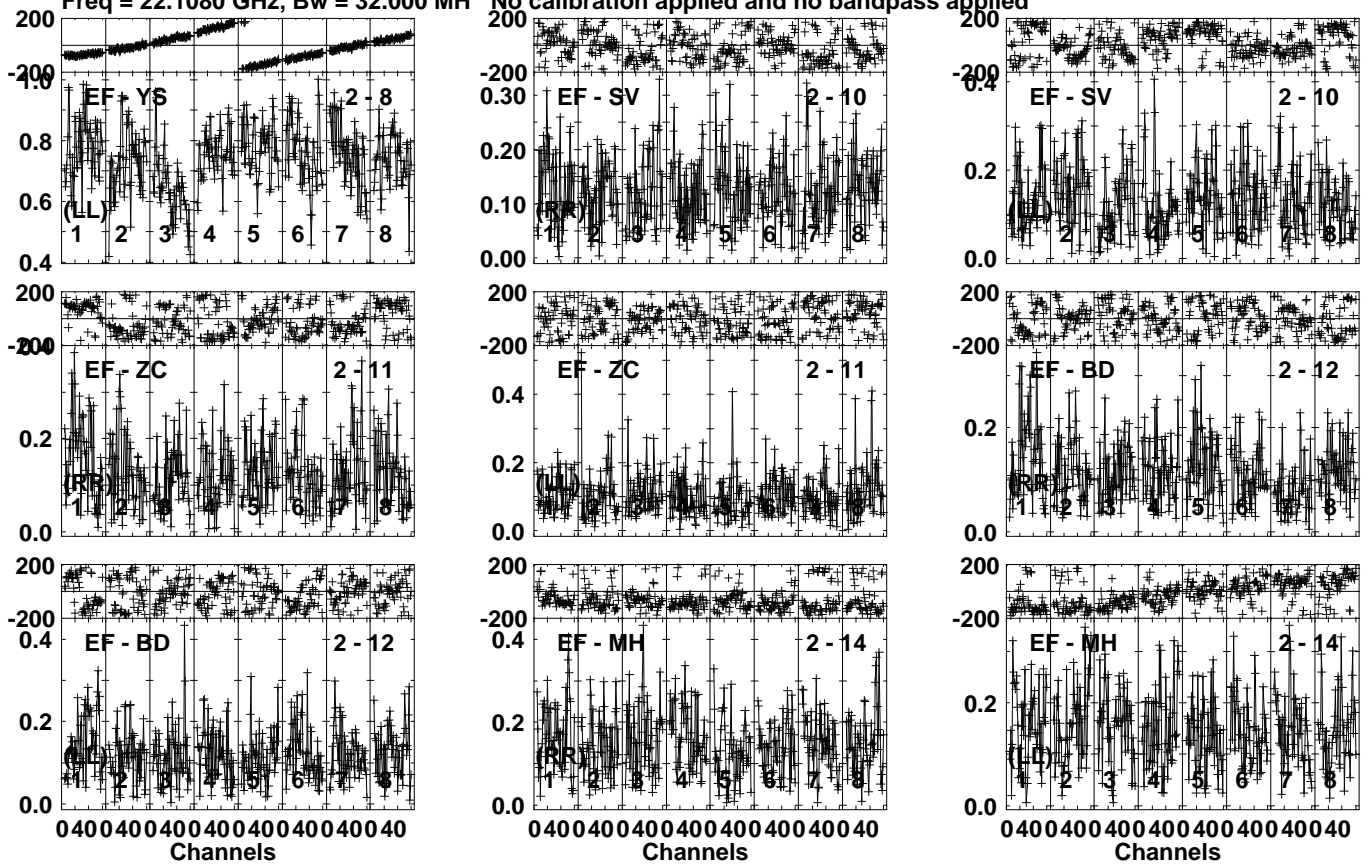 Freq = 22.1080 GHz, Bw = 32.000 MH No calibration applied and no bandpass applied
200 200 200
-200 -200 -200
1.0 EF - YS 2 - 8 0.30 EF - SV 2 - 10 0.4 EF - SV 2 - 10
0.8 0.20 0.2
0.6 (LL) 0.10 (RR) (LL)
1 2 3 4 5 6 7 8 1 2 3 4 5 6 7 8 1 2 3 4 5 6 7 8
0.4 0.00 0.0
200 200 200
-200 -200 -200
0.4 EF - ZC 2 - 11 EF - ZC 2 - 11 EF - BD 2 - 12
0.4
0.2 0.2 0.2
(RR) (LL) (RR)
1 2 3 4 5 6 7 8 1 2 3 4 5 6 7 8 1 2 3 4 5 6 7 8
0.0 0.0 0.0
200 200 200
-200 -200 -200
0.4 EF - BD 2 - 12 0.4 EF - MH 2 - 14 EF - MH 2 - 14
0.2 0.2 0.2
(LL) (RR) (LL)
1 2 3 4 5 6 7 8 1 2 3 4 5 6 7 8 1 2 3 4 5 6 7 8
0.0 0.0 0.0
0 40 0 40 0 40 0 40 0 40 0 40 0 40 0 40 0 40 0 40 0 40 0 40 0 40 0 40 0 40 0 40 0 40 0 40 0 40 0 40 0 40 0 40 0 40 0 40
Channels Channels Channels